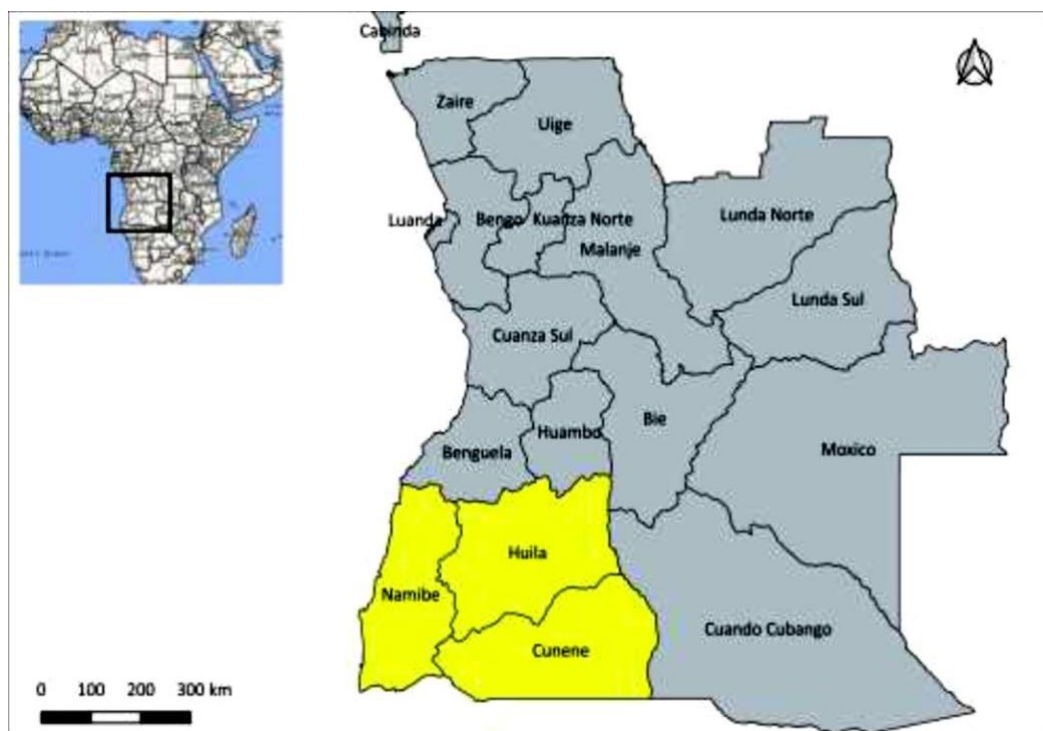 Cabinda
Zaire
Uige
Luanda
Bengo
Kuanza Norte
Malanje
Lunda Norte
Lunda Sul
Cuanza Sul
Benguela
Huambo
Bie
Moxico
Namibe
Huila
Cunene
Cuando Cubango
0 100 200 300 km